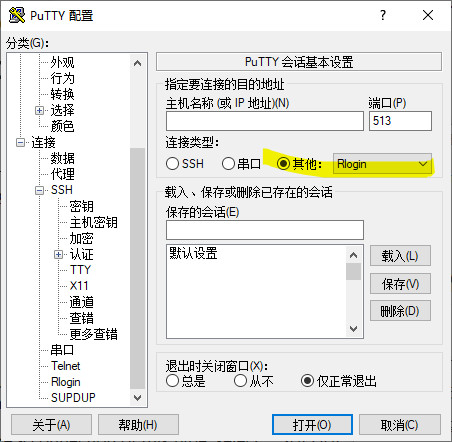 PuTTY 配置
分类(G):
外观
行为
转换
选择
颜色
连接
数据
代理
SSH
密钥
主机密钥
加密
认证
TTY
X11
通道
查错
更多查错
串口
Telnet
Rlogin
SUPDUP
PuTTY 会话基本设置
指定要连接的目的地址
主机名称 (或 IP 地址)(N) 端口(P)
513
连接类型:
SSH 串口 其他: Rlogin
载入、保存或删除已存在的会话
保存的会话(E)
默认设置
载入(L)
保存(V)
删除(D)
退出时关闭窗口(X):
总是 从不 仅正常退出
关于(A) 帮助(H) 打开(O) 取消(C)